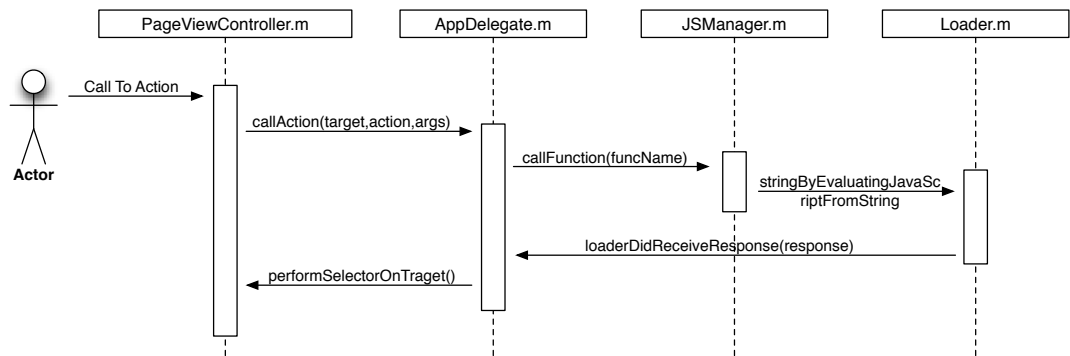 PageViewController.m
AppDelegate.m
JSManager.m
Loader.m
Call To Action
callAction(target,action,args)
callFunction(funcName)
Actor
stringByEvaluatingJavaSc
riptFromString
loaderDidReceiveResponse(response)
performSelectorOnTraget()